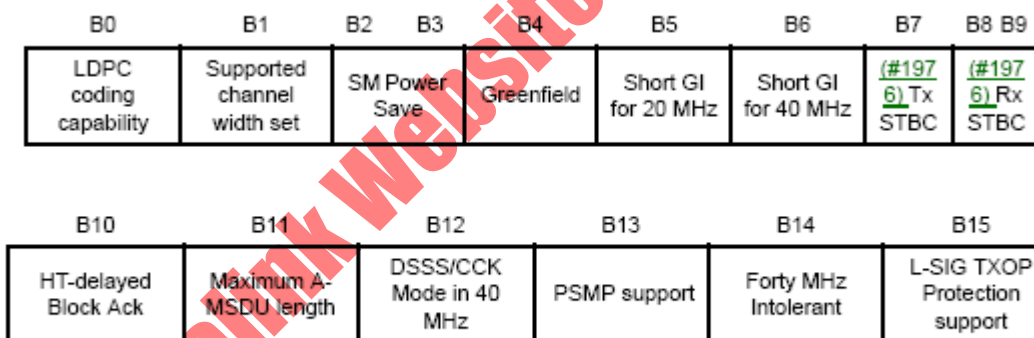 B0 B1 B2 B3 B4 B5 B6 B7 B8 B9
LDPC
coding
capability
Supported
channel
width set
SM Power
Save
Greenfield
Short GI
for 20 MHz
Short GI
for 40 MHz
(#197
6) Tx
STBC
(#197
6) Rx
STBC
B10 B11 B12 B13 B14 B15
HT-delayed
Block Ack
Maximum A-
MSDU length
DSSS/CCK
Mode in 40
MHz
PSMP support
Forty MHz
Intolerant
L-SIG TXOP
Protection
support